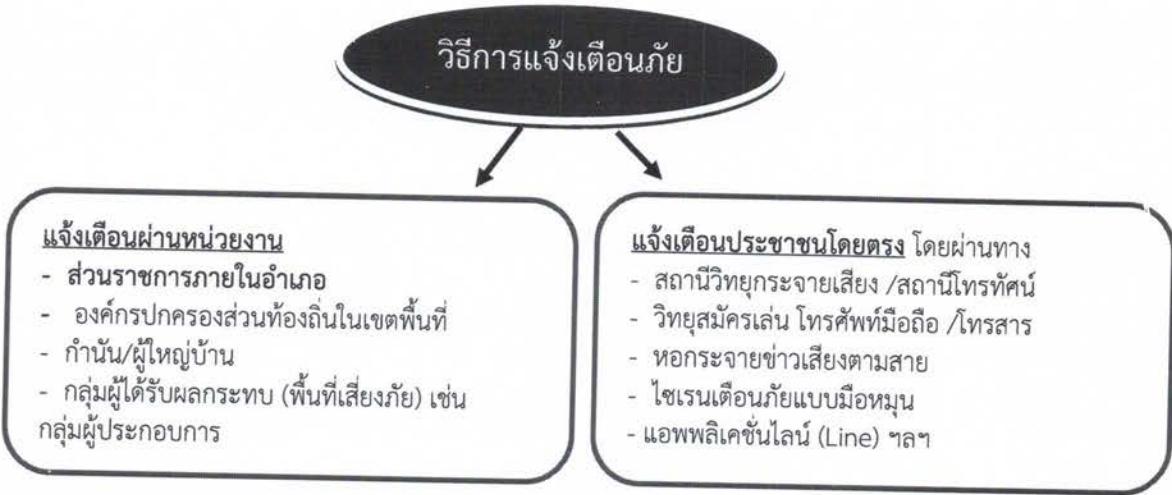 วิธีการแจ้งเตือนภัย
แจ้งเตือนผ่านหน่วยงาน
- ส่วนราชการภายในอำเภอ
- องค์กรปกครองส่วนท้องถิ่นในเขตพื้นที่
- กำนัน/ผู้ใหญ่บ้าน
- กลุ่มผู้ได้รับผลกระทบ (พื้นที่เสี่ยงภัย) เช่น
กลุ่มผู้ประกอบการ
แจ้งเตือนประชาชนโดยตรง โดยผ่านทาง
- สถานีวิทยุกระจายเสียง /สถานีโทรทัศน์
- วิทยุสมัครเล่น โทรศัพท์มือถือ /โทรสาร
- หอกระจายข่าวเสียงตามสาย
- ไซเรนเตือนภัยแบบมือหมุน
- แอพพลิเคชั่นไลน์ (Line) ฯลฯ